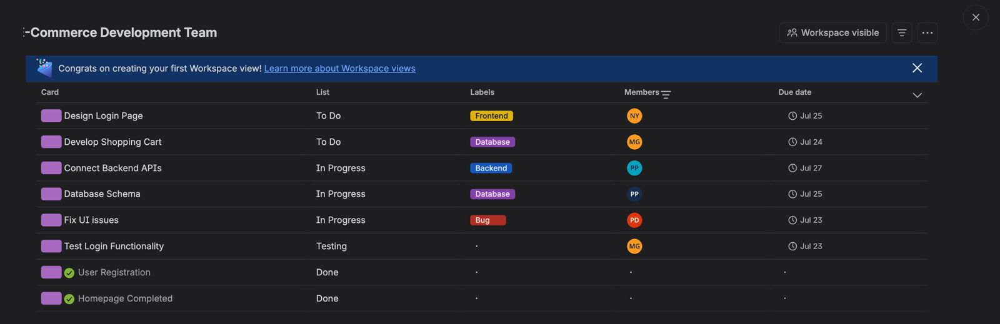 -Commerce Development Team
Workspace visible
Congrats on creating your first Workspace view! Learn more about Workspace views
Card List Labels Members Due date
Design Login Page To Do Frontend NY Jul 25
Develop Shopping Cart To Do Database MG Jul 24
Connect Backend APIs In Progress Backend PP Jul 27
Database Schema In Progress Database PP Jul 25
Fix UI issues In Progress Bug PD Jul 23
Test Login Functionality Testing · MG Jul 23
User Registration Done · · ·
Homepage Completed Done · · ·